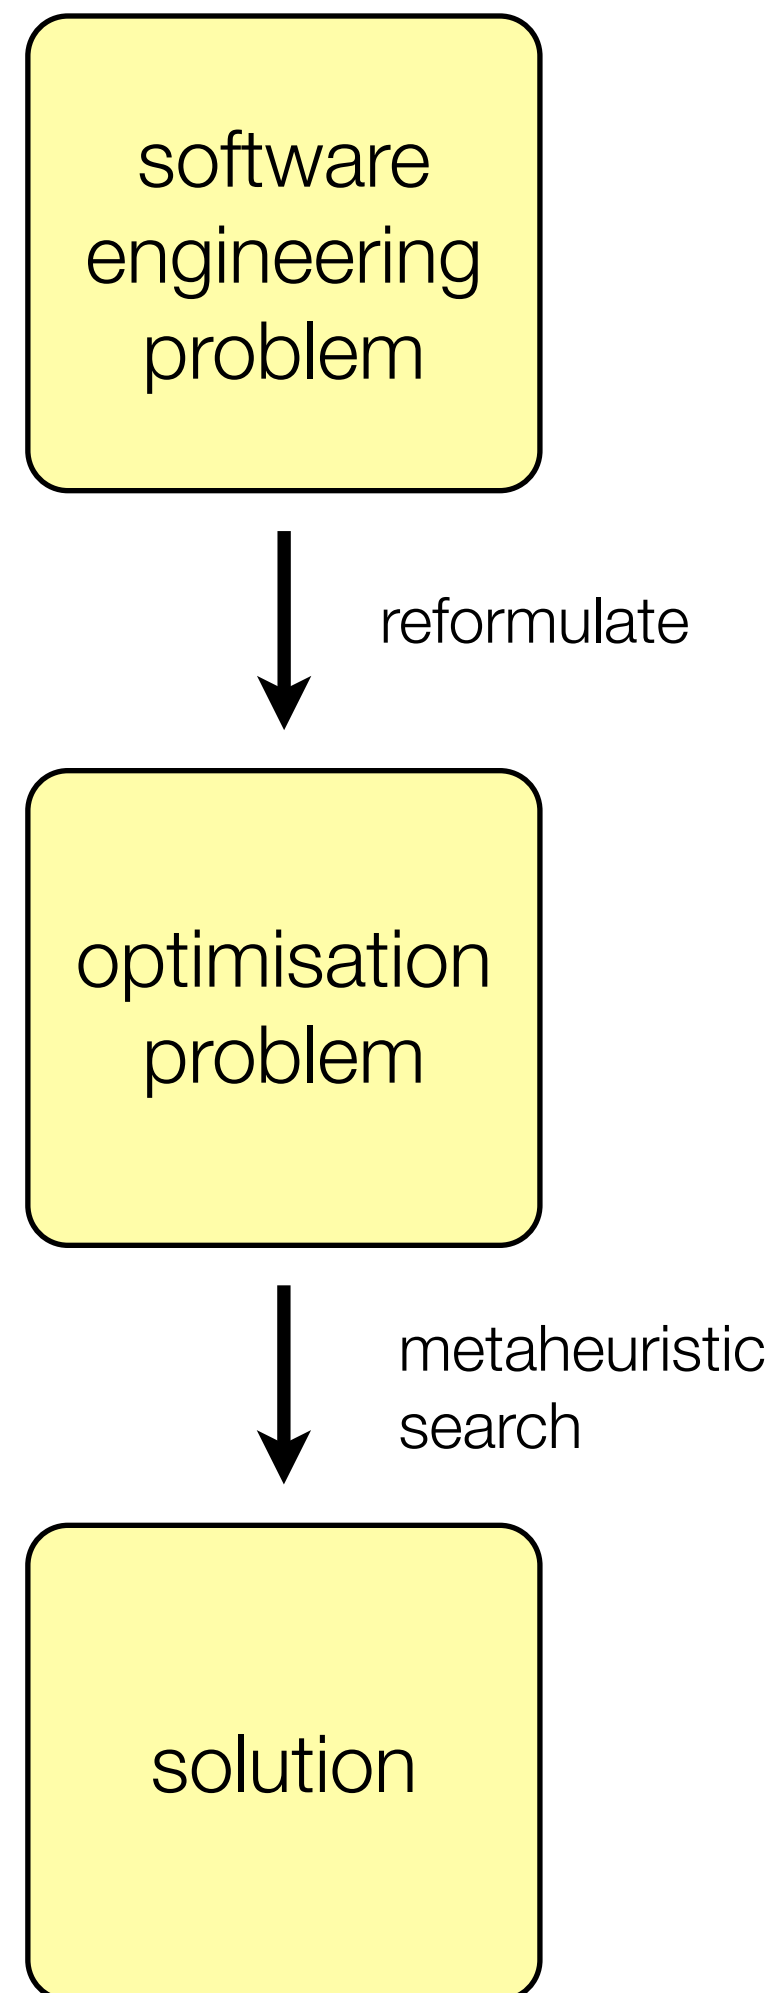 software
engineering
problem
reformulate
optimisation
problem
metaheuristic
search
solution